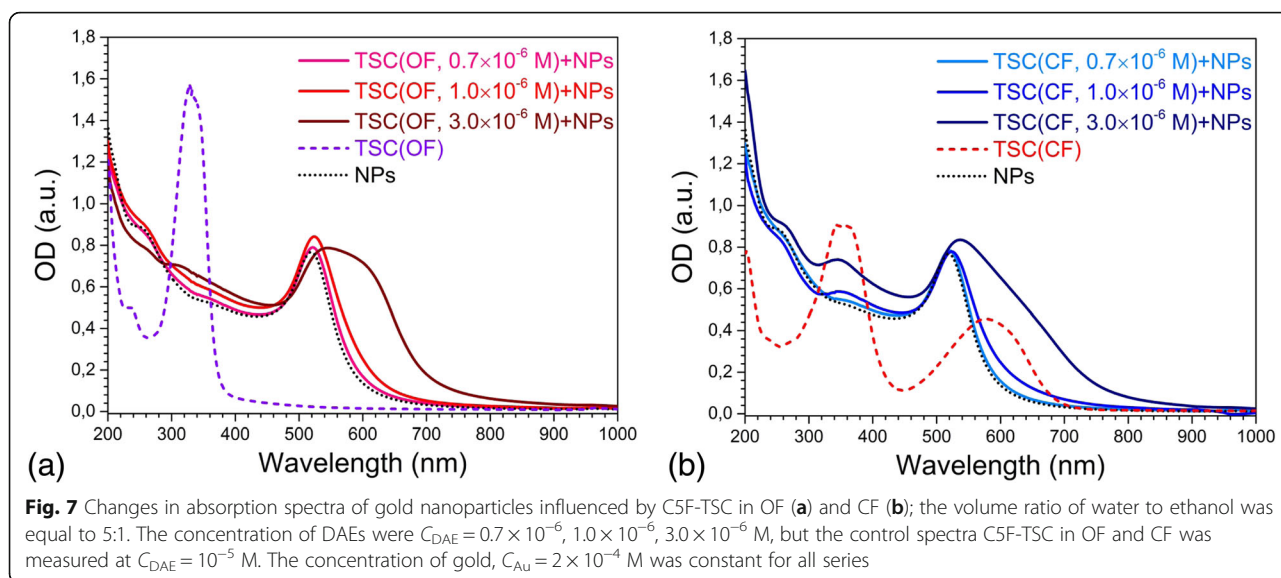 1,8
1,6
1,4
1,2
1,0
0,8
0,6
0,4
0,2
0,0
OD (a.u.)
TSC(OF, 0.7×10⁻⁶ M)+NPs
TSC(OF, 1.0×10⁻⁶ M)+NPs
TSC(OF, 3.0×10⁻⁶ M)+NPs
TSC(OF)
NPs
200 300 400 500 600 700 800 900 1000
Wavelength (nm)
(a)
1,8
1,6
1,4
1,2
1,0
0,8
0,6
0,4
0,2
0,0
OD (a.u.)
TSC(CF, 0.7×10⁻⁶ M)+NPs
TSC(CF, 1.0×10⁻⁶ M)+NPs
TSC(CF, 3.0×10⁻⁶ M)+NPs
TSC(CF)
NPs
200 300 400 500 600 700 800 900 1000
Wavelength (nm)
(b)
Fig. 7 Changes in absorption spectra of gold nanoparticles influenced by C5F-TSC in OF (a) and CF (b); the volume ratio of water to ethanol was
equal to 5:1. The concentration of DAEs were C_DAE = 0.7 × 10⁻⁶, 1.0 × 10⁻⁶, 3.0 × 10⁻⁶ M, but the control spectra C5F-TSC in OF and CF was
measured at C_DAE = 10⁻⁵ M. The concentration of gold, C_Au = 2 × 10⁻⁴ M was constant for all series